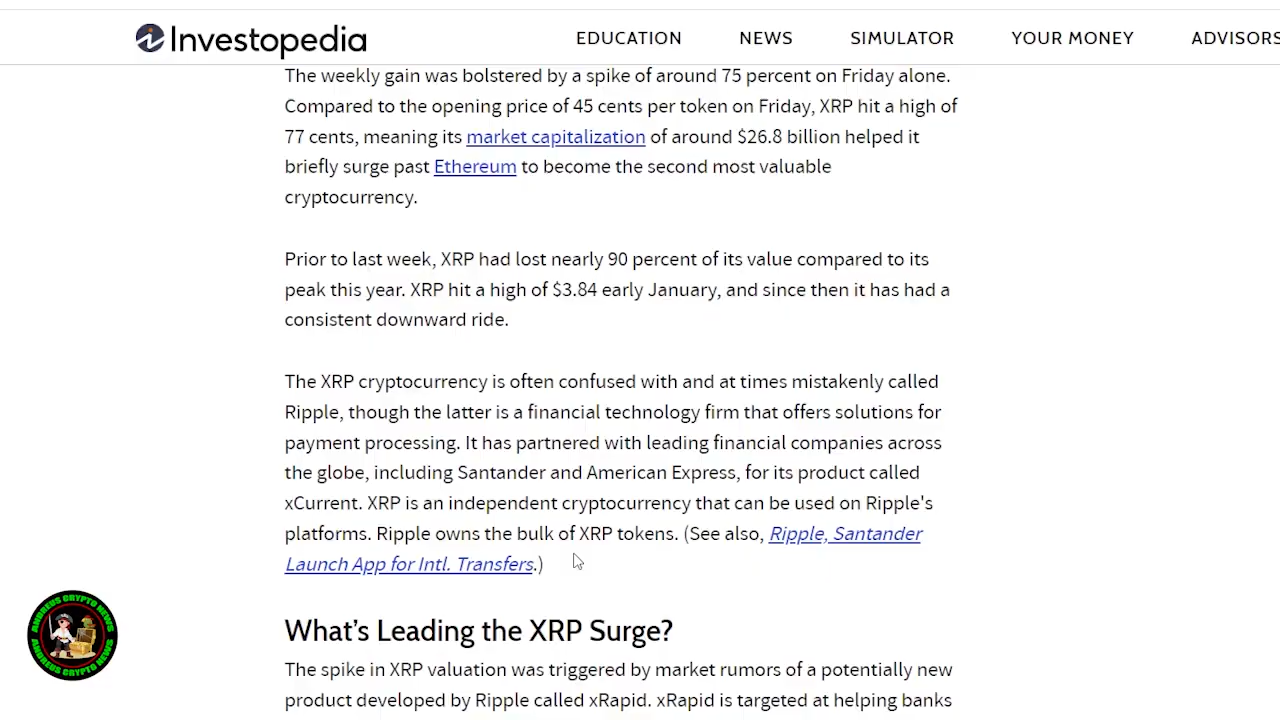 Investopedia
EDUCATION NEWS SIMULATOR YOUR MONEY ADVISORS
The weekly gain was bolstered by a spike of around 75 percent on Friday alone.
Compared to the opening price of 45 cents per token on Friday, XRP hit a high of
77 cents, meaning its market capitalization of around $26.8 billion helped it
briefly surge past Ethereum to become the second most valuable
cryptocurrency.
Prior to last week, XRP had lost nearly 90 percent of its value compared to its
peak this year. XRP hit a high of $3.84 early January, and since then it has had a
consistent downward ride.
The XRP cryptocurrency is often confused with and at times mistakenly called
Ripple, though the latter is a financial technology firm that offers solutions for
payment processing. It has partnered with leading financial companies across
the globe, including Santander and American Express, for its product called
xCurrent. XRP is an independent cryptocurrency that can be used on Ripple's
platforms. Ripple owns the bulk of XRP tokens. (See also, Ripple, Santander
Launch App for Intl. Transfers.)
ANDREUS CRYPTO NEWS
ANDREUS CRYPTO NEWS
What's Leading the XRP Surge?
The spike in XRP valuation was triggered by market rumors of a potentially new
product developed by Ripple called xRapid. xRapid is targeted at helping banks